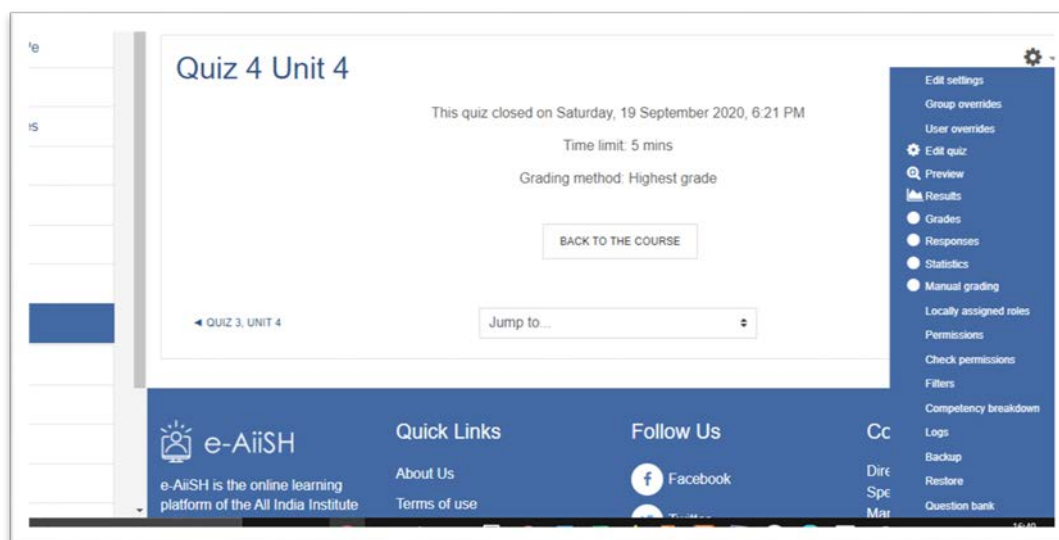 Quiz 4 Unit 4
This quiz closed on Saturday, 19 September 2020, 6:21 PM
Time limit: 5 mins
Grading method: Highest grade
BACK TO THE COURSE
◄ QUIZ 3, UNIT 4
Jump to...
Edit settings
Group overrides
User overrides
Edit quiz
Preview
Results
Grades
Responses
Statistics
Manual grading
Locally assigned roles
Permissions
Check permissions
Filters
Competency breakdown
Logs
Backup
Restore
Question bank
e-AiiSH
e-AiiSH is the online learning
platform of the All India Institute
Quick Links
About Us
Terms of use
Follow Us
Facebook